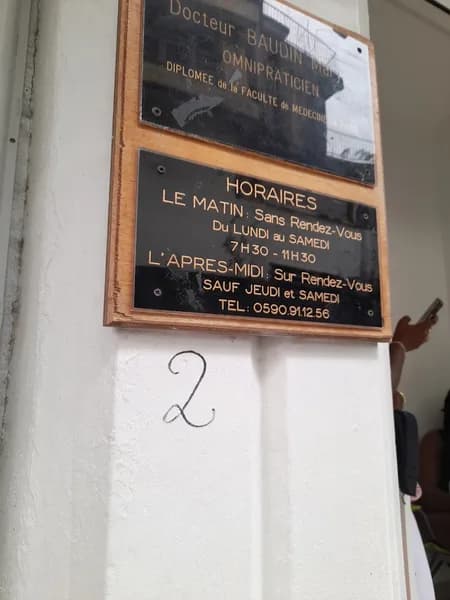 Docteur BAUDIN
OMNIPRATICIEN
DIPLOMEE de la FACULTE de MEDECINE
HORAIRES
LE MATIN: Sans Rendez-Vous
Du LUNDI au SAMEDI
7H30 - 11H30
L'APRES-MIDI: Sur Rendez-Vous
SAUF JEUDI et SAMEDI
TEL: 0590.91.12.56
2